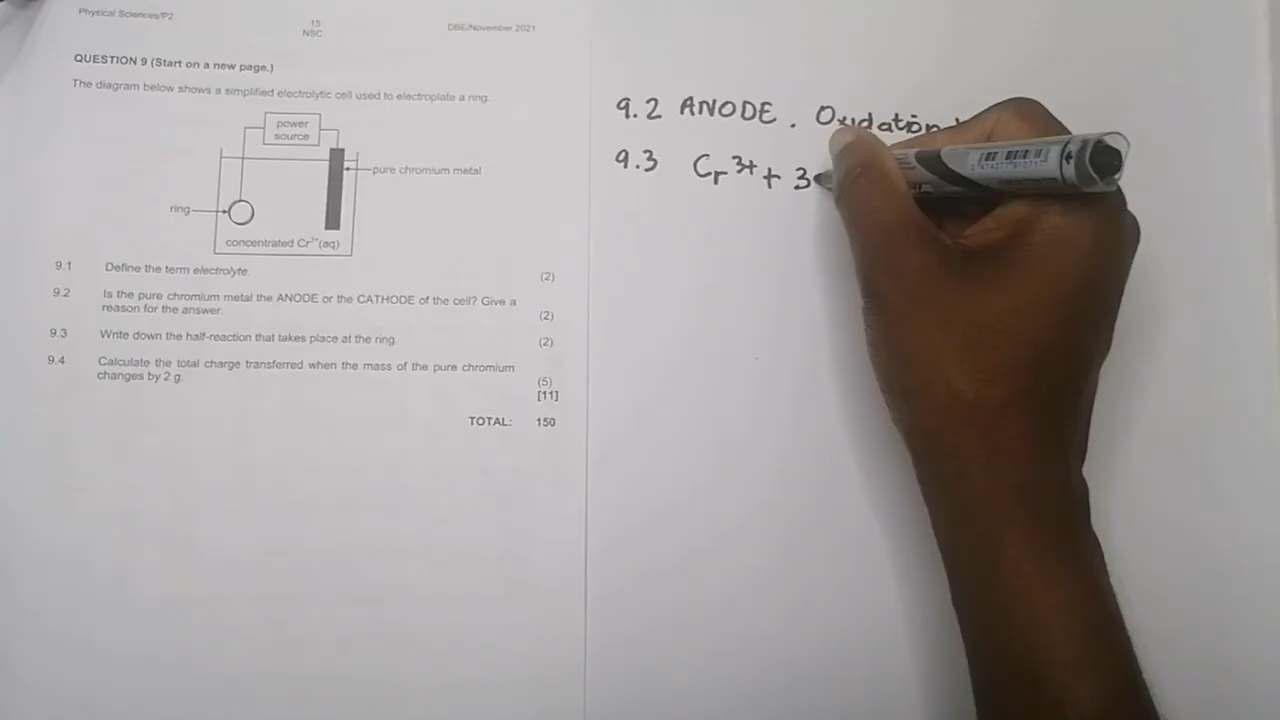 Physical Sciences/P2
15
NSC
DBE/November 2021
QUESTION 9 (Start on a new page.)
The diagram below shows a simplified electrolytic cell used to electroplate a ring.
power
source
pure chromium metal
ring
concentrated Cr³⁺(aq)
9.1 Define the term electrolyte. (2)
9.2 Is the pure chromium metal the ANODE or the CATHODE of the cell? Give a
reason for the answer. (2)
9.3 Write down the half-reaction that takes place at the ring. (2)
9.4 Calculate the total charge transferred when the mass of the pure chromium
changes by 2 g. (5)
[11]
TOTAL: 150
9.2 ANODE. Oxidation
9.3 Cr³⁺ + 3